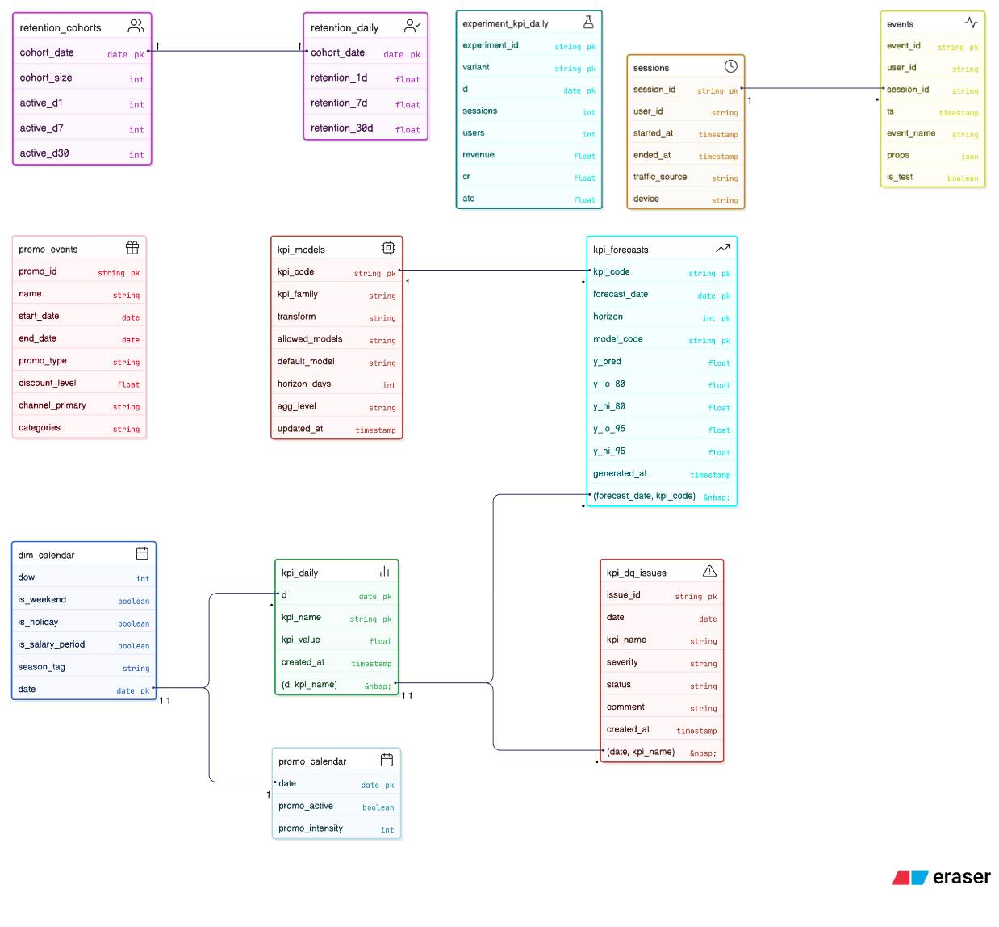 retention_cohorts
cohort_date date pk
cohort_size int
active_d1 int
active_d7 int
active_d30 int
1
1
retention_daily
cohort_date date pk
retention_1d float
retention_7d float
retention_30d float
experiment_kpi_daily
experiment_id string pk
variant string pk
d date pk
sessions int
users int
revenue float
cr float
atc float
sessions
session_id string pk
user_id string
started_at timestamp
ended_at timestamp
traffic_source string
device string
1
*
events
event_id string pk
user_id string
session_id string
ts timestamp
event_name string
props json
is_test boolean
promo_events
promo_id string pk
name string
start_date date
end_date date
promo_type string
discount_level float
channel_primary string
categories string
kpi_models
kpi_code string pk
kpi_family string
transform string
allowed_models string
default_model string
horizon_days int
agg_level string
updated_at timestamp
1
*
kpi_forecasts
kpi_code string pk
forecast_date date pk
horizon int pk
model_code string pk
y_pred float
y_lo_80 float
y_hi_80 float
y_lo_95 float
y_hi_95 float
generated_at timestamp
(forecast_date, kpi_code) &nbsp;
*
dim_calendar
dow int
is_weekend boolean
is_holiday boolean
is_salary_period boolean
season_tag string
date date pk
1 1
*
kpi_daily
d date pk
kpi_name string pk
kpi_value float
created_at timestamp
(d, kpi_name) &nbsp;
1 1
kpi_dq_issues
issue_id string pk
date date
kpi_name string
severity string
status string
comment string
created_at timestamp
(date, kpi_name) &nbsp;
*
promo_calendar
date date pk
1
promo_active boolean
promo_intensity int
eraser